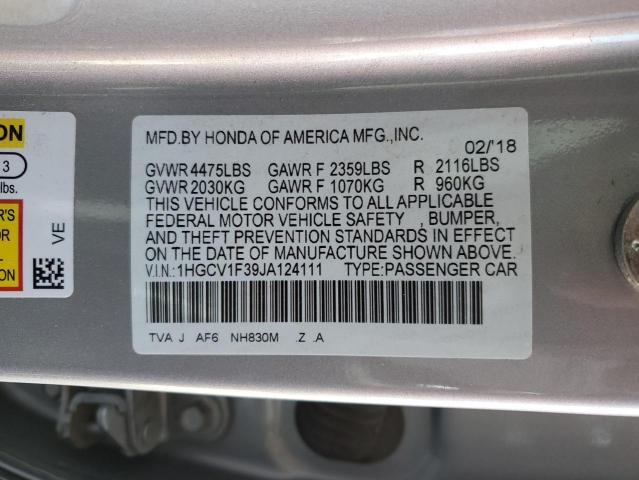 ON
3
lbs.
R'S
OR
VE
MFD.BY HONDA OF AMERICA MFG.,INC. 02/'18
GVWR 4475LBS GAWR F 2359LBS R 2116LBS
GVWR 2030KG GAWR F 1070KG R 960KG
THIS VEHICLE CONFORMS TO ALL APPLICABLE
FEDERAL MOTOR VEHICLE SAFETY , BUMPER,
AND THEFT PREVENTION STANDARDS IN EFFECT
ON THE DATE OF MANUFACTURE SHOWN ABOVE.
V.I.N.:1HGCV1F39JA124111 TYPE:PASSENGER CAR
TVA J AF6 NH830M .Z .A